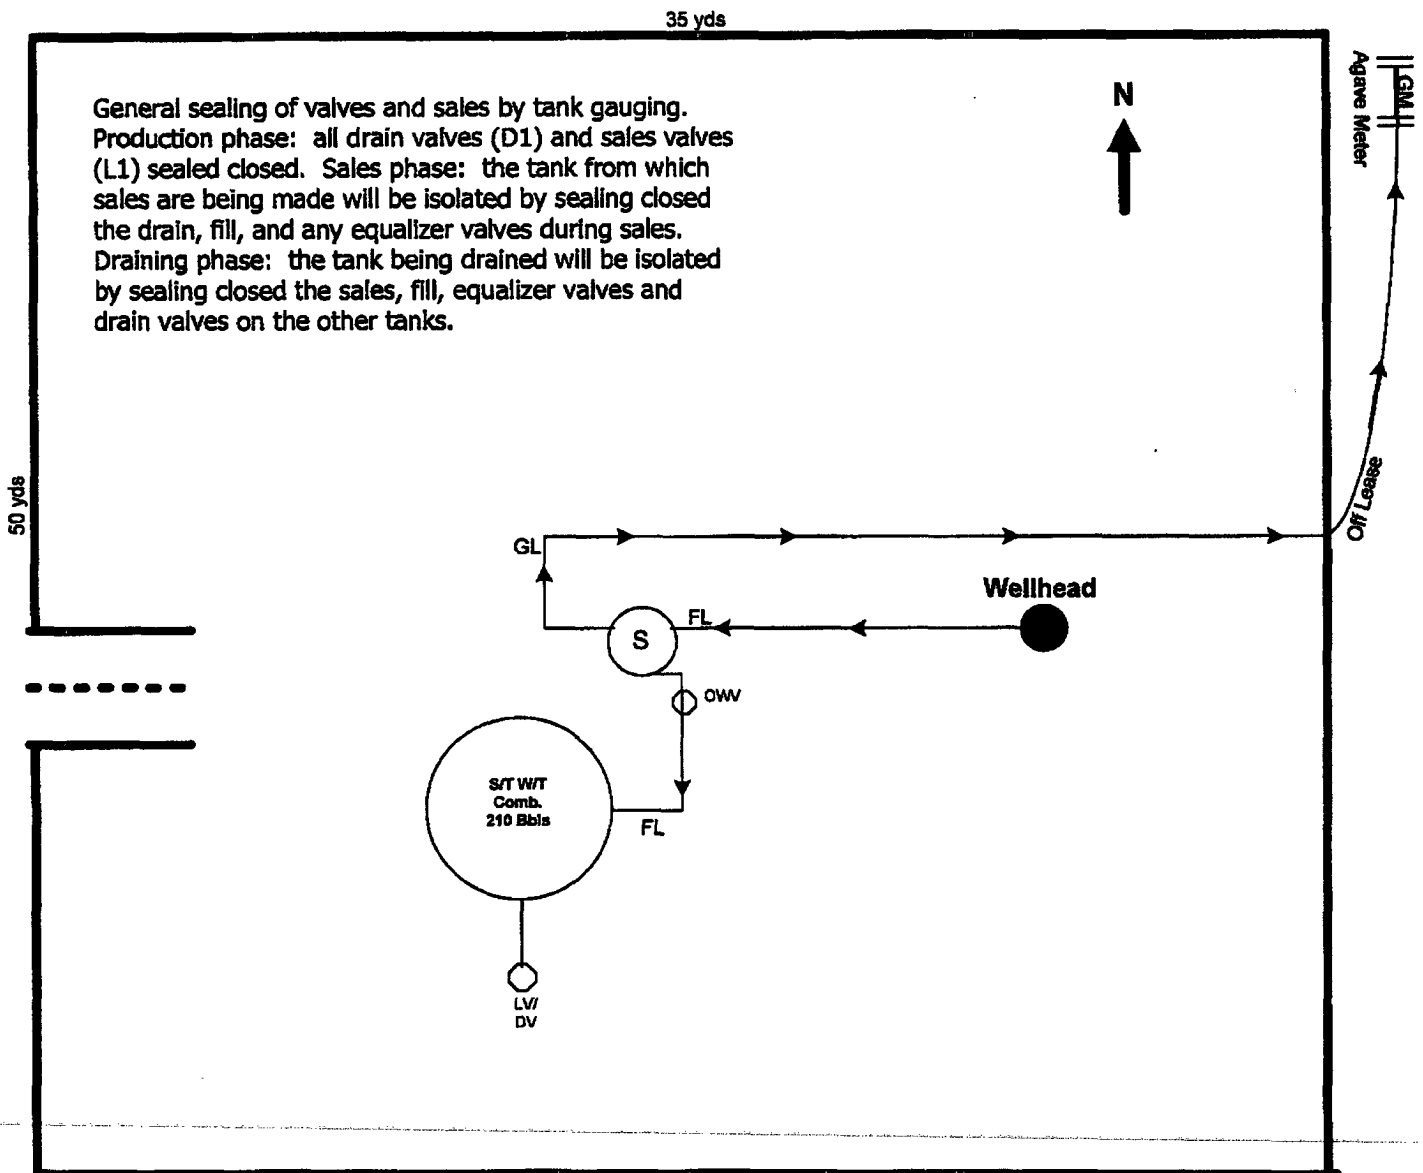 35 yds
General sealing of valves and sales by tank gauging.
Production phase: all drain valves (D1) and sales valves
(L1) sealed closed. Sales phase: the tank from which
sales are being made will be isolated by sealing closed
the drain, fill, and any equalizer valves during sales.
Draining phase: the tank being drained will be isolated
by sealing closed the sales, fill, equalizer valves and
drain valves on the other tanks.
N
GM
Agave Meter
50 yds
Off Lease
GL
Wellhead
FL
S
OWV
S/T W/T
Comb.
210 Bbls
FL
LV/
DV